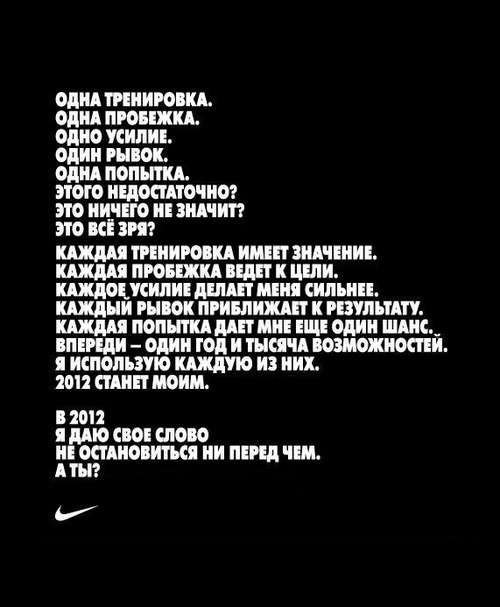 ОДНА ТРЕНИРОВКА.
ОДНА ПРОБЕЖКА.
ОДНО УСИЛИЕ.
ОДИН РЫВОК.
ОДНА ПОПЫТКА.
ЭТОГО НЕДОСТАТОЧНО?
ЭТО НИЧЕГО НЕ ЗНАЧИТ?
ЭТО ВСЁ ЗРЯ?
КАЖДАЯ ТРЕНИРОВКА ИМЕЕТ ЗНАЧЕНИЕ.
КАЖДАЯ ПРОБЕЖКА ВЕДЕТ К ЦЕЛИ.
КАЖДОЕ УСИЛИЕ ДЕЛАЕТ МЕНЯ СИЛЬНЕЕ.
КАЖДЫЙ РЫВОК ПРИБЛИЖАЕТ К РЕЗУЛЬТАТУ.
КАЖДАЯ ПОПЫТКА ДАЕТ МНЕ ЕЩЕ ОДИН ШАНС.
ВПЕРЕДИ – ОДИН ГОД И ТЫСЯЧА ВОЗМОЖНОСТЕЙ.
Я ИСПОЛЬЗУЮ КАЖДУЮ ИЗ НИХ.
2012 СТАНЕТ МОИМ.
В 2012
Я ДАЮ СВОЕ СЛОВО
НЕ ОСТАНОВИТЬСЯ НИ ПЕРЕД ЧЕМ.
А ТЫ?